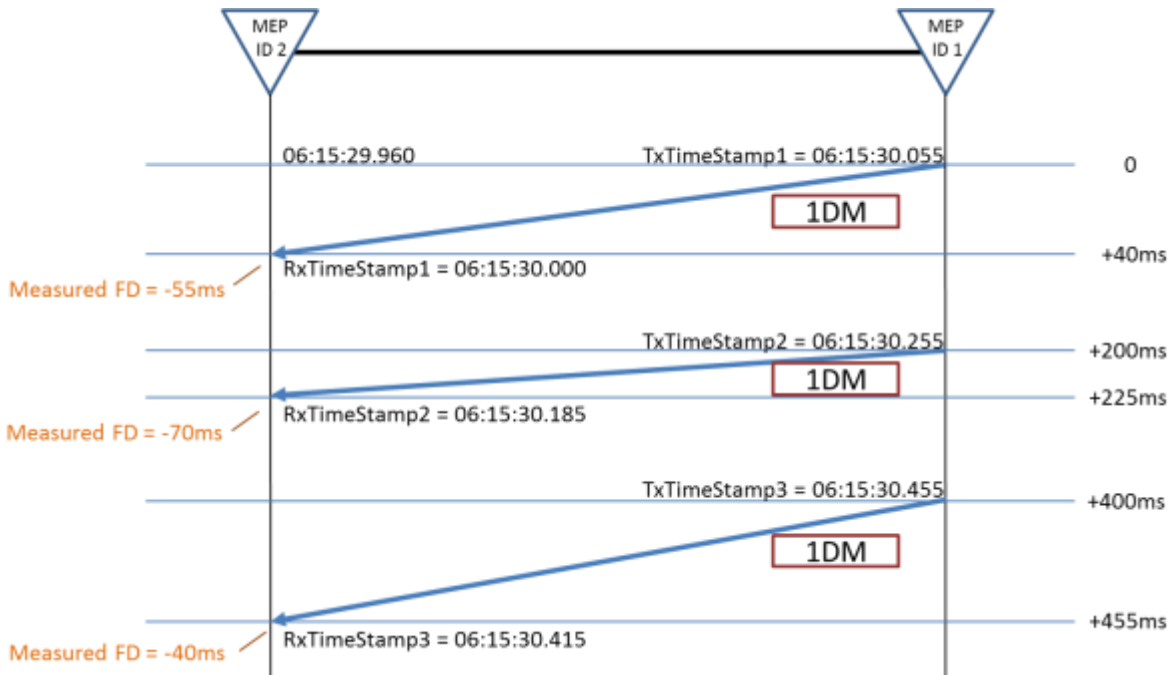 MEP
ID 2
MEP
ID 1
06:15:29.960
TxTimeStamp1 = 06:15:30.055
0
1DM
+40ms
RxTimeStamp1 = 06:15:30.000
Measured FD = -55ms
TxTimeStamp2 = 06:15:30.255
+200ms
1DM
+225ms
RxTimeStamp2 = 06:15:30.185
Measured FD = -70ms
TxTimeStamp3 = 06:15:30.455
+400ms
1DM
+455ms
RxTimeStamp3 = 06:15:30.415
Measured FD = -40ms